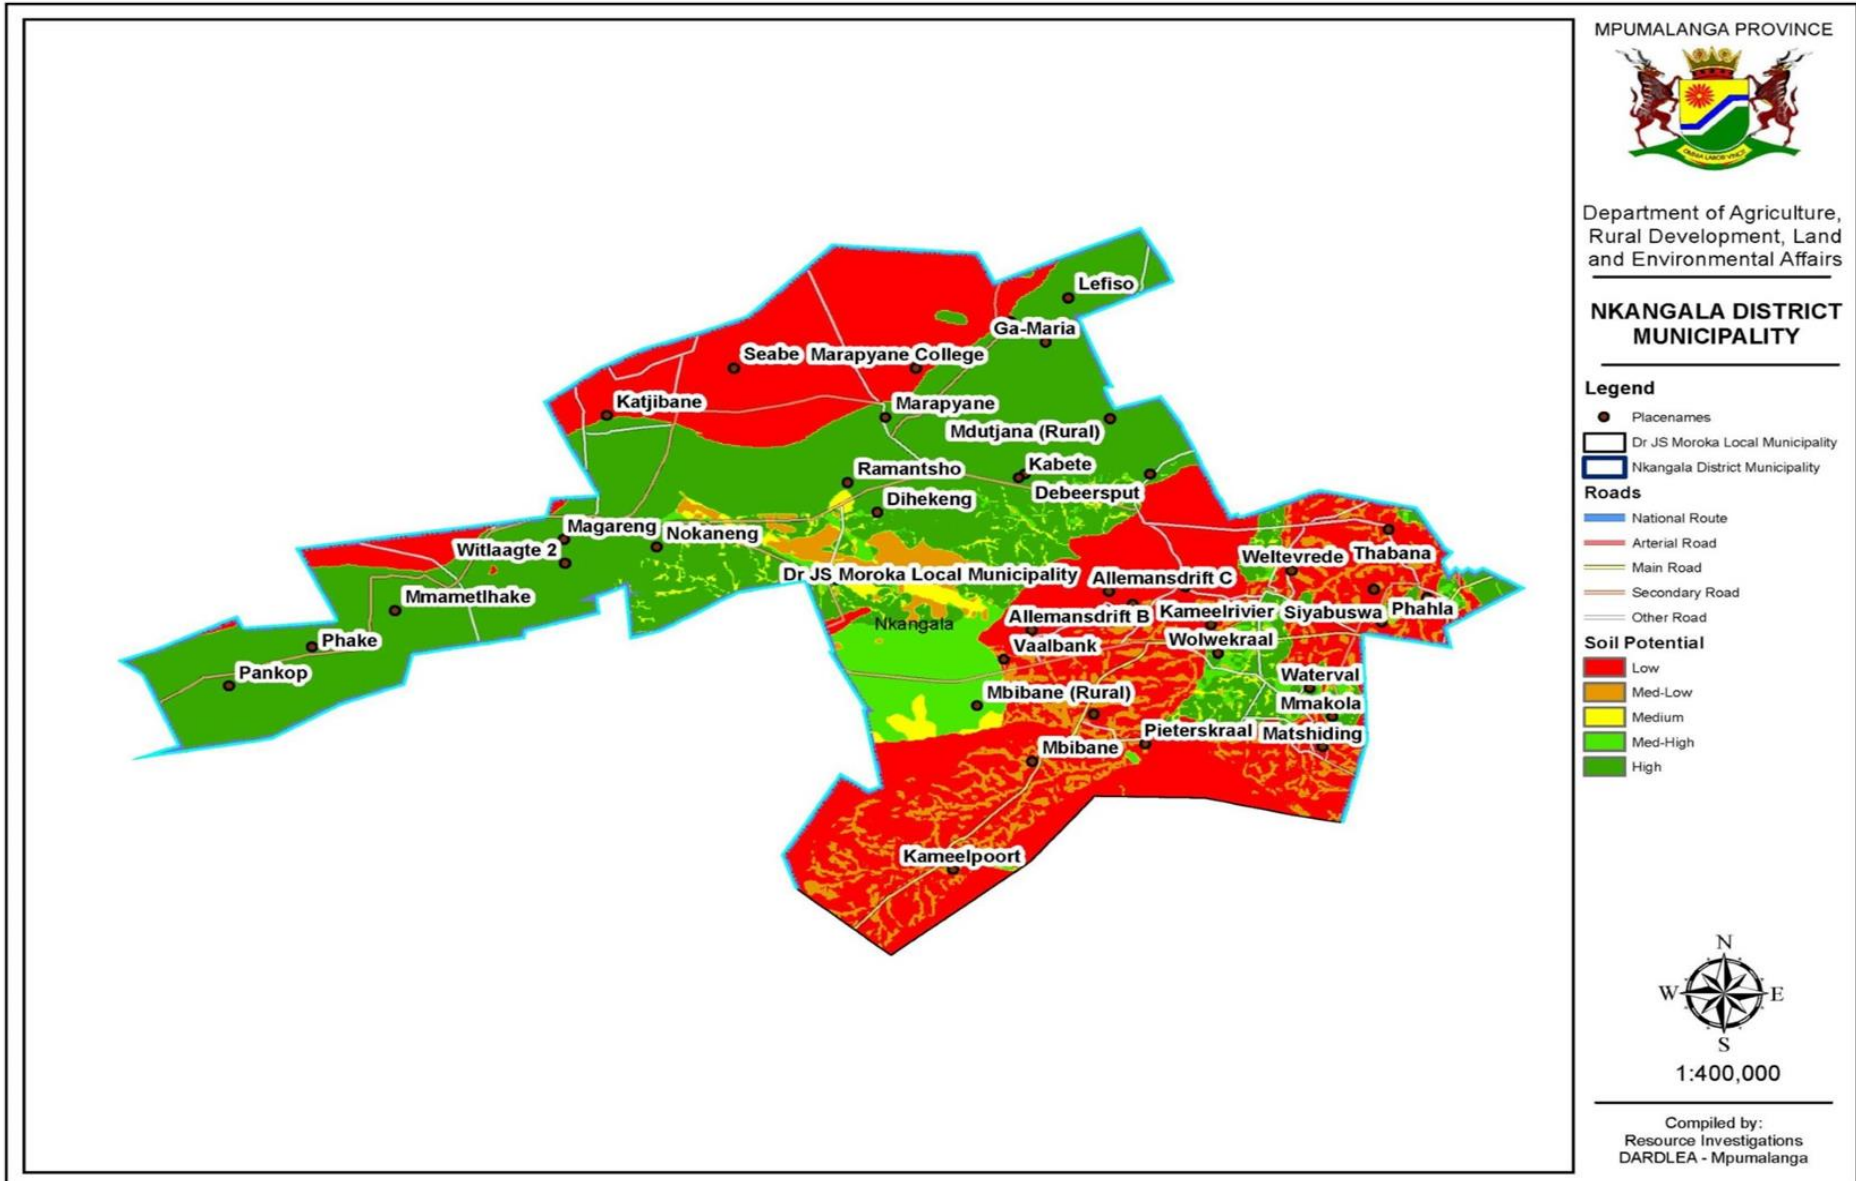 MPUMALANGA PROVINCE
OMNIA LABOR VINCIT
Department of Agriculture,
Rural Development, Land
and Environmental Affairs
NKANGALA DISTRICT
MUNICIPALITY
Legend
Placenames
Dr JS Moroka Local Municipality
Nkangala District Municipality
Roads
National Route
Arterial Road
Main Road
Secondary Road
Other Road
Soil Potential
Low
Med-Low
Medium
Med-High
High
N
W
E
S
1:400,000
Compiled by:
Resource Investigations
DARDLEA - Mpumalanga
Lefiso
Ga-Maria
Seabe
Marapyane College
Katjibane
Marapyane
Mdutjana (Rural)
Ramantsho
Kabete
Dihekeng
Debeersput
Magareng
Nokaneng
Witlaagte 2
Weltevrede
Thabana
Dr JS Moroka Local Municipality
Allemansdrift C
Mmametlhake
Allemansdrift B
Kameelrivier
Siyabuswa
Phahla
Nkangala
Phake
Vaalbank
Wolwekraal
Pankop
Waterval
Mbibane (Rural)
Mmakola
Pieterskraal
Matshiding
Mbibane
Kameelpoort